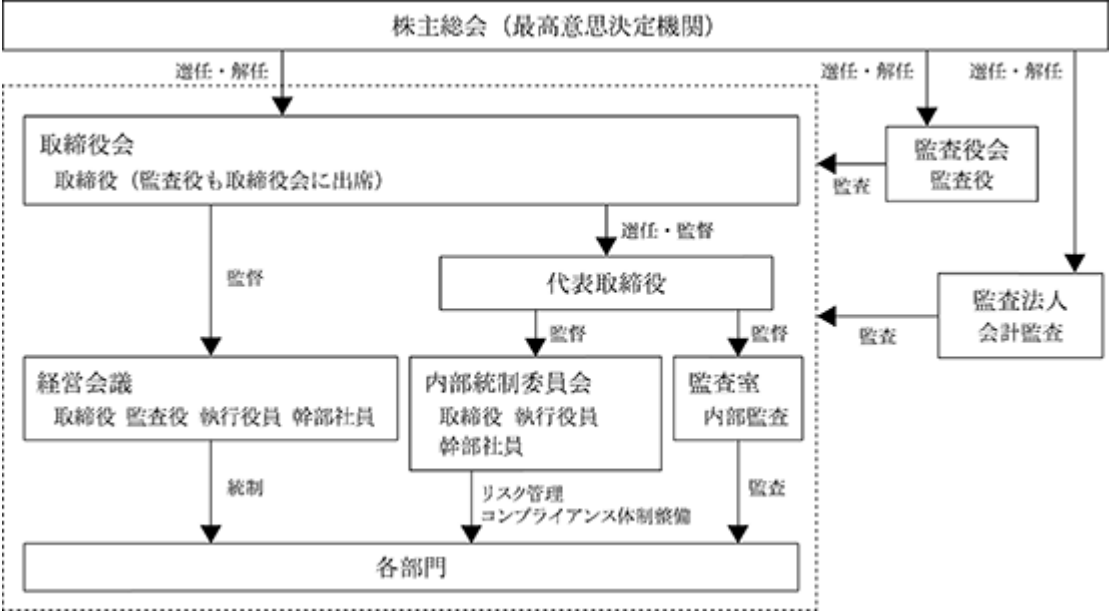 株主総会（最高意思決定機関）
選任・解任
選任・解任
選任・解任
取締役会
取締役（監査役も取締役会に出席）
監査役会
監査役
監査
選任・監督
監督
代表取締役
監査法人
会計監査
監査
監督
監督
経営会議
取締役 監査役 執行役員 幹部社員
内部統制委員会
取締役 執行役員
幹部社員
監査室
内部監査
統制
リスク管理
コンプライアンス体制整備
監査
各部門